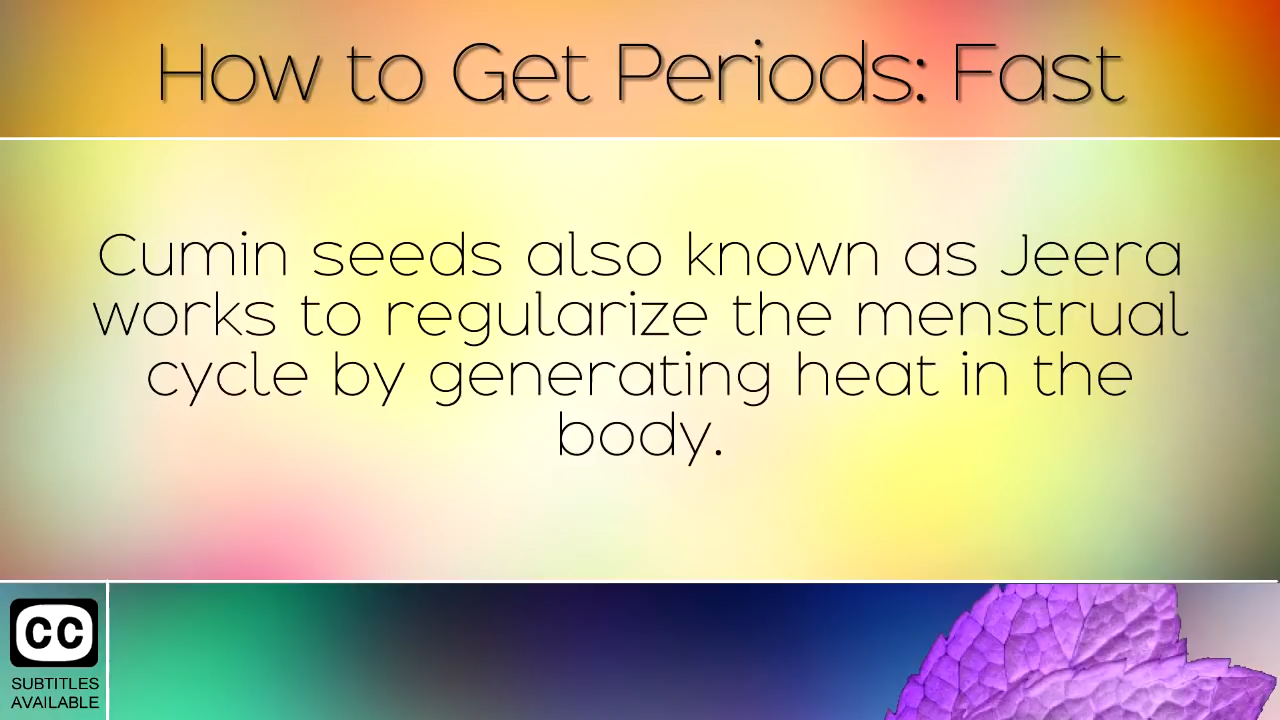 How to Get Periods: Fast
Cumin seeds also known as Jeera
works to regularize the menstrual
cycle by generating heat in the
body.
CC
SUBTITLES
AVAILABLE